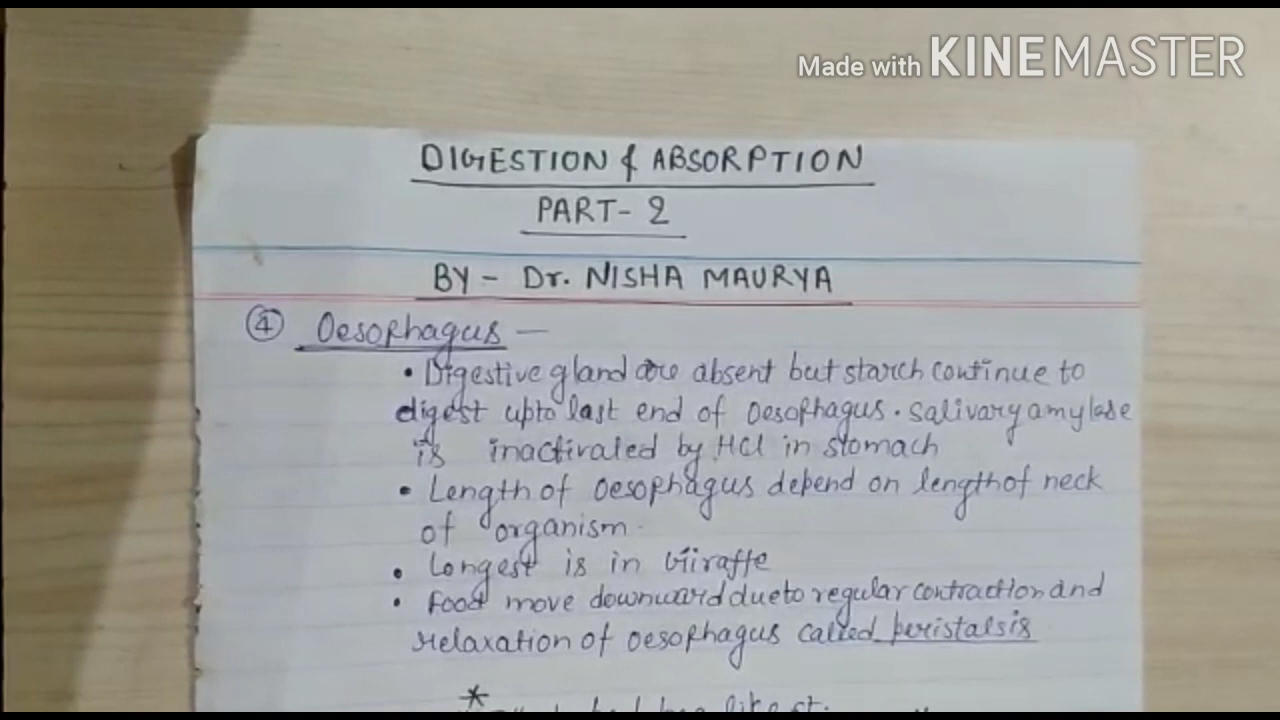 Made with KINEMASTER
DIGESTION & ABSORPTION
PART- 2
BY - Dr. NISHA MAURYA
④ Oesophagus —
• Digestive gland are absent but starch continue to
digest upto last end of oesophagus. salivary amylase
is inactivated by HCl in stomach
• Length of oesophagus depend on length of neck
of organism.
• Longest is in Giraffe
• Food move downward due to regular contraction and
relaxation of oesophagus called peristalsis
*